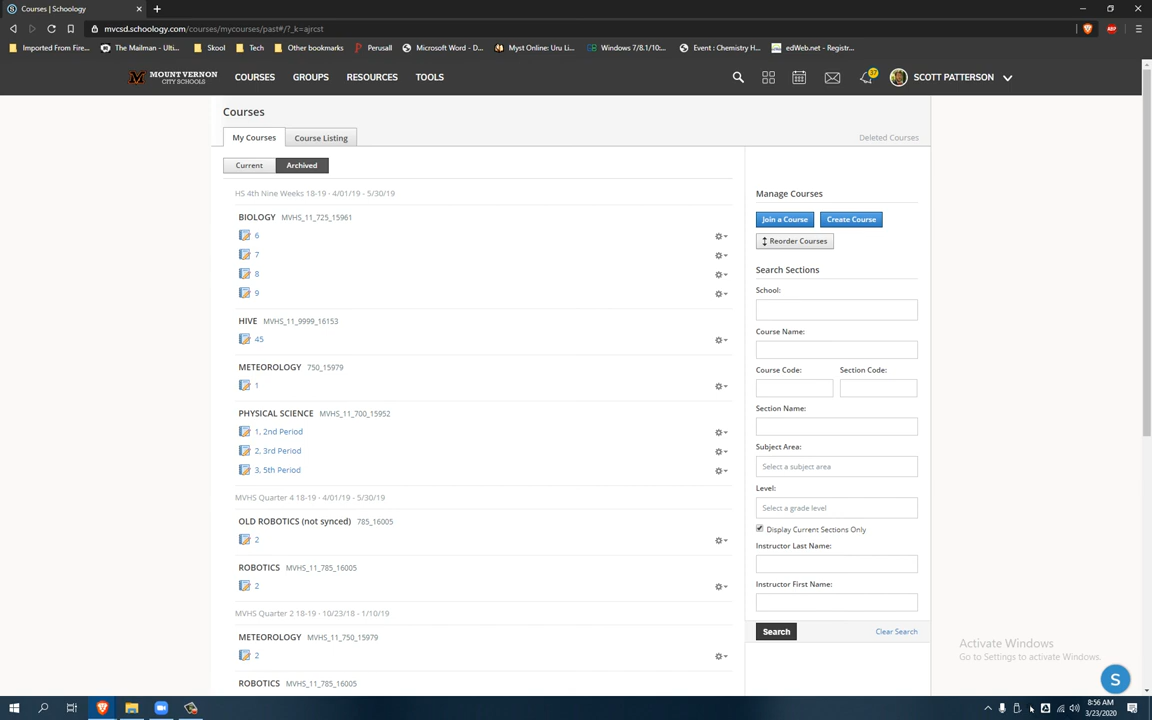 Courses | Schoology
mvcsd.schoology.com/courses/mycourses/past#/?_k=ajrcst
Imported From Fire...
The Mailman - Ulti...
Skool
Tech
Other bookmarks
Perusall
Microsoft Word - D...
Myst Online: Uru Li...
Windows 7/8.1/10:...
Event : Chemistry H...
edWeb.net - Registr...
MOUNT VERNON
CITY SCHOOLS
COURSES
GROUPS
RESOURCES
TOOLS
37
SCOTT PATTERSON
Courses
My Courses
Course Listing
Deleted Courses
Current
Archived
HS 4th Nine Weeks 18-19 - 4/01/19 - 5/30/19
BIOLOGY MVHS_11_725_15961
6
7
8
9
HIVE MVHS_11_9999_16153
45
METEOROLOGY 750_15979
1
PHYSICAL SCIENCE MVHS_11_700_15952
1, 2nd Period
2, 3rd Period
3, 5th Period
MVHS Quarter 4 18-19 - 4/01/19 - 5/30/19
OLD ROBOTICS (not synced) 785_16005
2
ROBOTICS MVHS_11_785_16005
2
MVHS Quarter 2 18-19 - 10/23/18 - 1/10/19
METEOROLOGY MVHS_11_750_15979
2
ROBOTICS MVHS_11_785_16005
Manage Courses
Join a Course
Create Course
Reorder Courses
Search Sections
School:
Course Name:
Course Code:
Section Code:
Section Name:
Subject Area:
Select a subject area
Level:
Select a grade level
Display Current Sections Only
Instructor Last Name:
Instructor First Name:
Search
Clear Search
Activate Windows
Go to Settings to activate Windows.
S
8:56 AM
3/23/2020